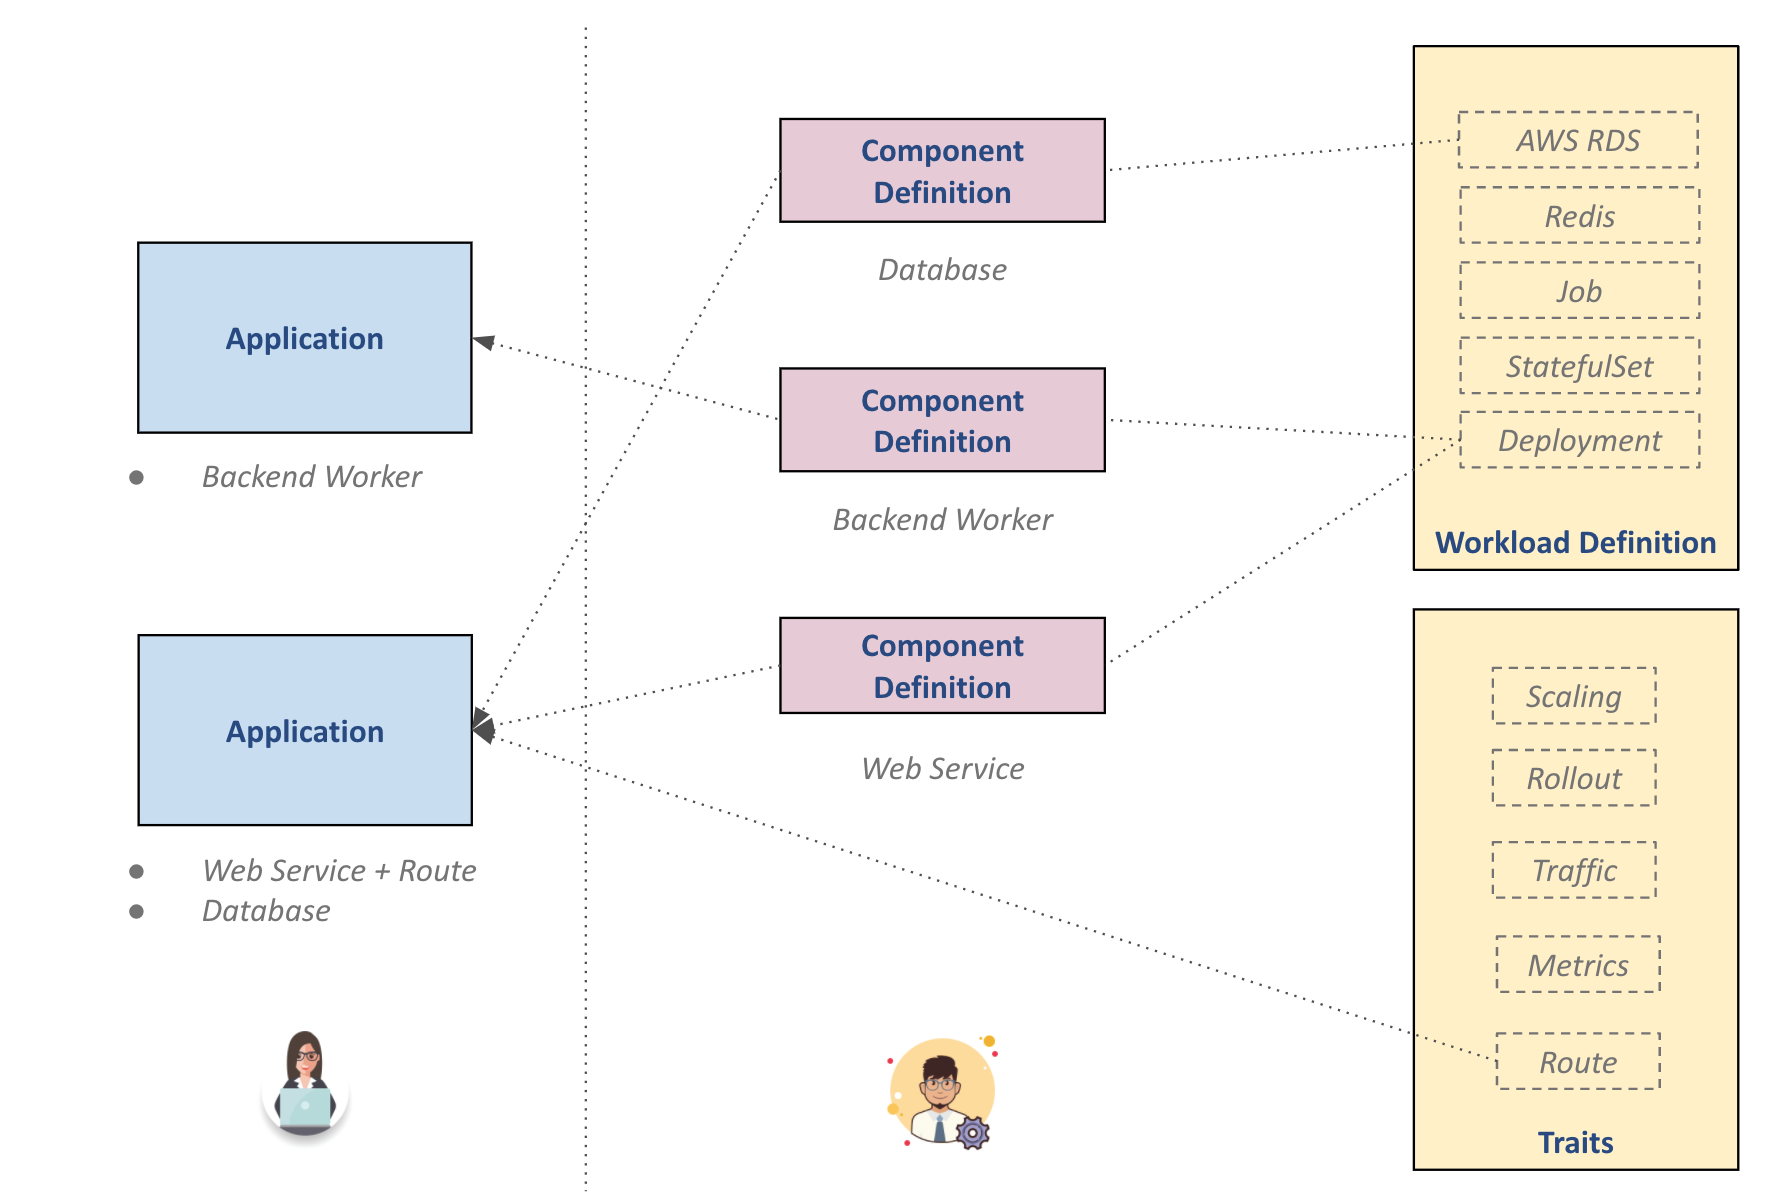 Application
● Backend Worker
Application
● Web Service + Route
● Database
Component
Definition
Database
Component
Definition
Backend Worker
Component
Definition
Web Service
AWS RDS
Redis
Job
StatefulSet
Deployment
Workload Definition
Scaling
Rollout
Traffic
Metrics
Route
Traits